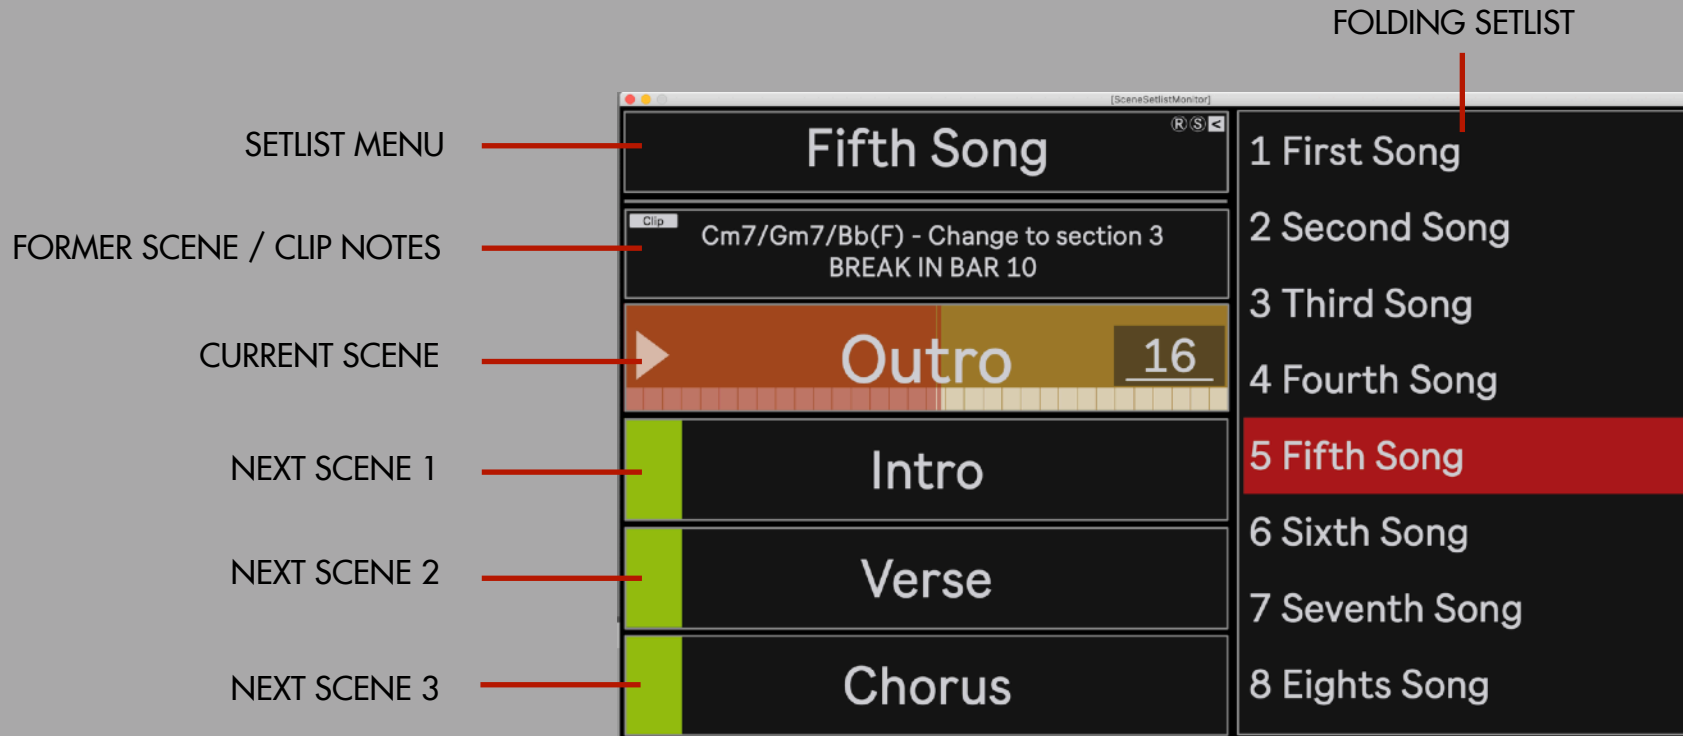 FOLDING SETLIST
[SceneSetlistMonitor]
SETLIST MENU
Fifth Song
R S <
FORMER SCENE / CLIP NOTES
Clip
Cm7/Gm7/Bb(F) - Change to section 3
BREAK IN BAR 10
CURRENT SCENE
Outro
16
NEXT SCENE 1
Intro
NEXT SCENE 2
Verse
NEXT SCENE 3
Chorus
1 First Song
2 Second Song
3 Third Song
4 Fourth Song
5 Fifth Song
6 Sixth Song
7 Seventh Song
8 Eights Song